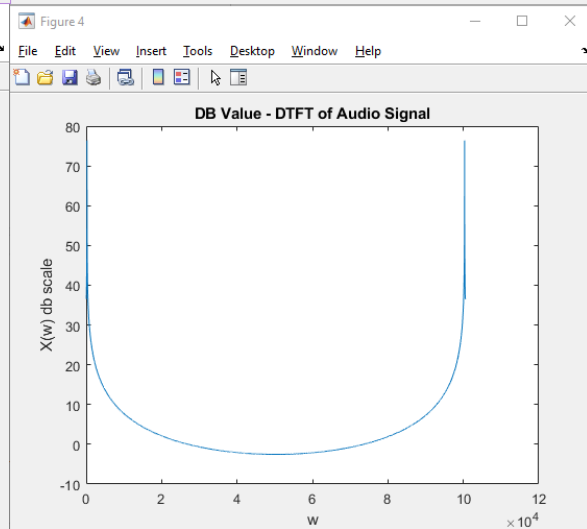 Figure 4
File Edit View Insert Tools Desktop Window Help
DB Value - DTFT of Audio Signal
80
70
60
50
40
30
20
10
0
-10
X(w) db scale
0 2 4 6 8 10 12
w
×10^4